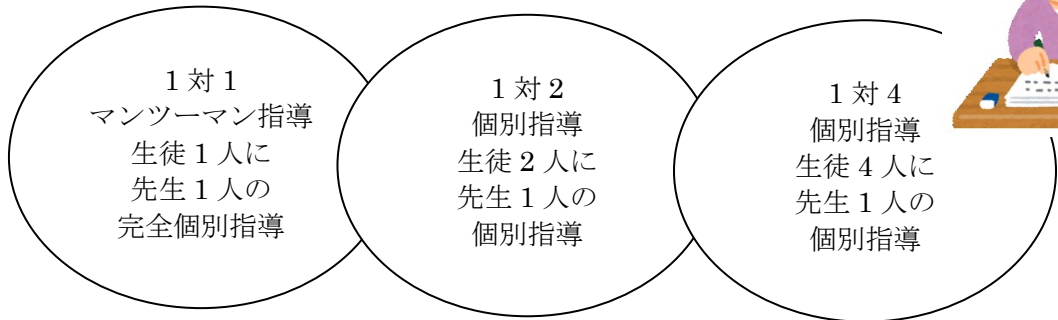 1 対 1
マンツーマン指導
生徒 1 人に
先生 1 人の
完全個別指導
1 対 2
個別指導
生徒 2 人に
先生 1 人の
個別指導
1 対 4
個別指導
生徒 4 人に
先生 1 人の
個別指導